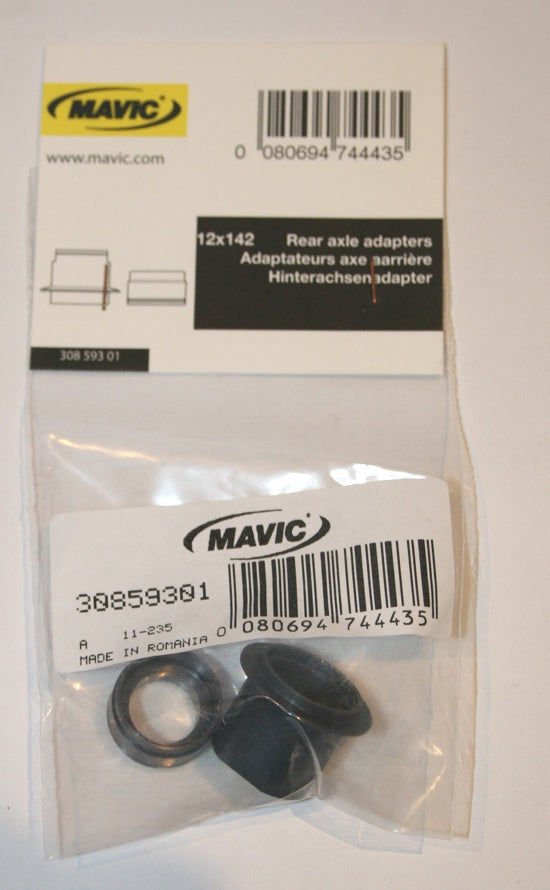 MAVIC
www.mavic.com
0 080694 744435
12x142 Rear axle adapters
Adaptateurs axe aarrière
Hinterachsenadapter
308 593 01
MAVIC
30859301
A 11-235
MADE IN ROMANIA
0 080694 744435